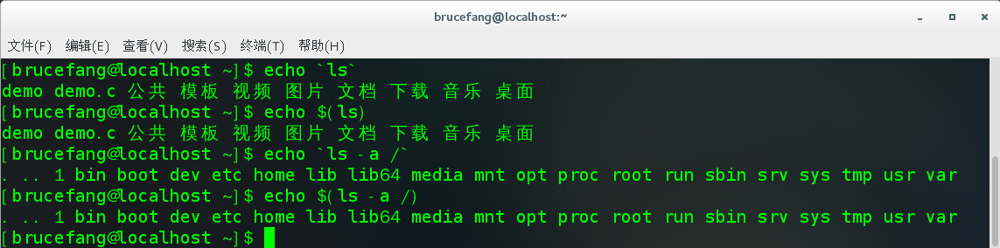 brucefang@localhost:~
文件(F) 编辑(E) 查看(V) 搜索(S) 终端(T) 帮助(H)
[brucefang@localhost ~]$ echo `ls`
demo demo.c 公共 模板 视频 图片 文档 下载 音乐 桌面
[brucefang@localhost ~]$ echo $(ls)
demo demo.c 公共 模板 视频 图片 文档 下载 音乐 桌面
[brucefang@localhost ~]$ echo `ls -a /`
. .. 1 bin boot dev etc home lib lib64 media mnt opt proc root run sbin srv sys tmp usr var
[brucefang@localhost ~]$ echo $(ls -a /)
. .. 1 bin boot dev etc home lib lib64 media mnt opt proc root run sbin srv sys tmp usr var
[brucefang@localhost ~]$